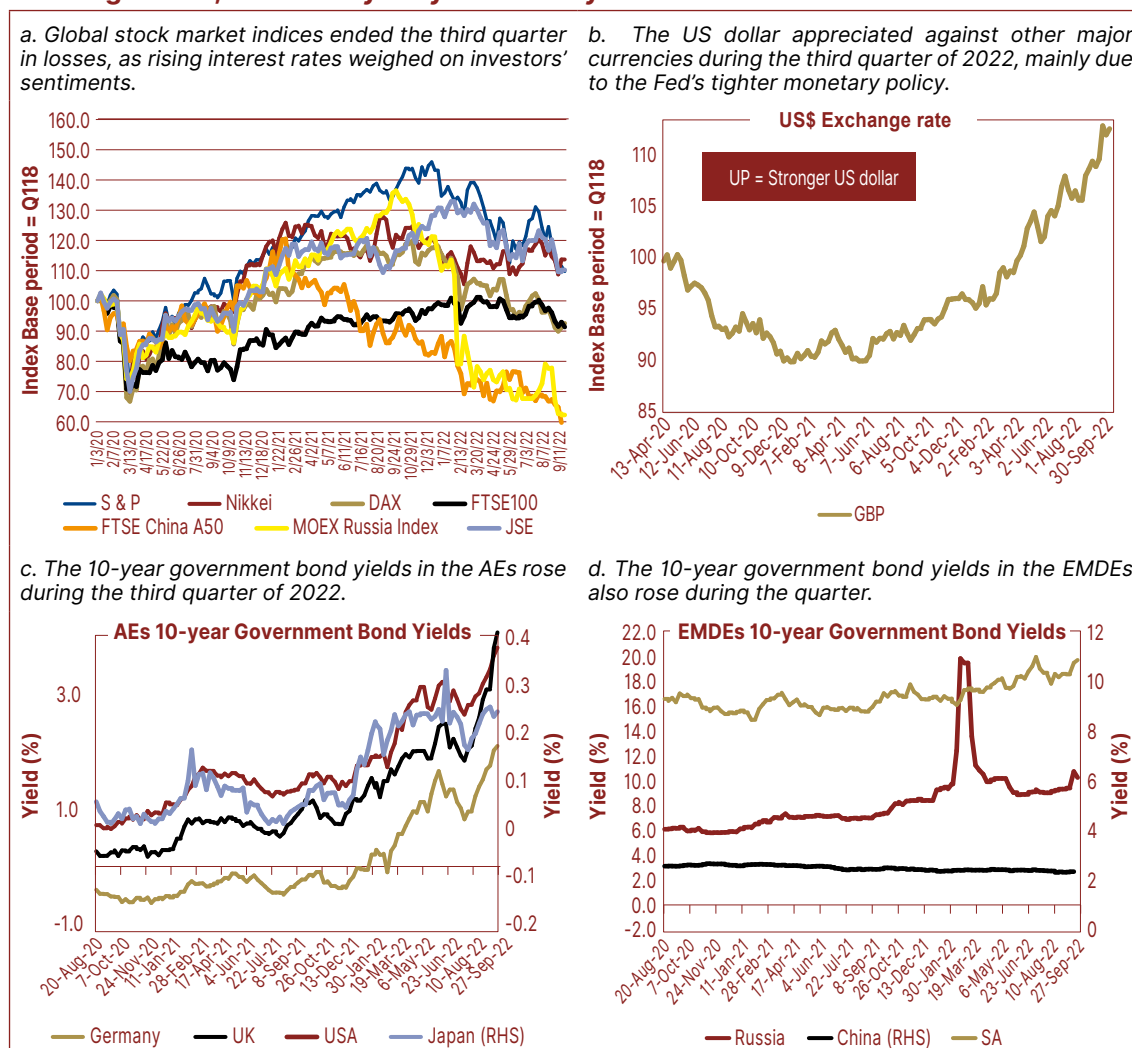 a. Global stock market indices ended the third quarter
in losses, as rising interest rates weighed on investors'
sentiments.
Index Base period = Q118
160.0
150.0
140.0
130.0
120.0
110.0
100.0
90.0
80.0
70.0
60.0
1/3/20
2/7/20
3/13/20
4/17/20
5/22/20
6/26/20
7/31/20
9/4/20
10/9/20
11/13/20
12/18/20
1/22/21
2/26/21
4/2/21
5/7/21
6/11/21
7/16/21
8/20/21
9/24/21
10/29/21
12/3/21
1/7/22
2/13/22
3/20/22
4/24/22
5/29/22
7/3/22
8/7/22
9/11/22
S & P
Nikkei
DAX
FTSE100
FTSE China A50
MOEX Russia Index
JSE
b. The US dollar appreciated against other major
currencies during the third quarter of 2022, mainly due
to the Fed's tighter monetary policy.
US$ Exchange rate
UP = Stronger US dollar
Index Base period = Q118
110
105
100
95
90
85
13-Apr-20
12-Jun-20
11-Aug-20
10-Oct-20
9-Dec-20
7-Feb-21
8-Apr-21
7-Jun-21
6-Aug-21
5-Oct-21
4-Dec-21
2-Feb-22
3-Apr-22
2-Jun-22
1-Aug-22
30-Sep-22
GBP
c. The 10-year government bond yields in the AEs rose
during the third quarter of 2022.
AEs 10-year Government Bond Yields
Yield (%)
3.0
1.0
-1.0
0.4
0.3
0.2
0.1
0
-0.1
-0.2
Yield (%)
20-Aug-20
7-Oct-20
24-Nov-20
11-Jan-21
28-Feb-21
17-Apr-21
4-Jun-21
22-Jul-21
8-Sep-21
26-Oct-21
13-Dec-21
30-Jan-22
19-Mar-22
6-May-22
23-Jun-22
10-Aug-22
27-Sep-22
Germany
UK
USA
Japan (RHS)
d. The 10-year government bond yields in the EMDEs
also rose during the quarter.
EMDEs 10-year Government Bond Yields
Yield (%)
22.0
20.0
18.0
16.0
14.0
12.0
10.0
8.0
6.0
4.0
2.0
0.0
-2.0
12
10
8
6
4
2
0
Yield (%)
20-Aug-20
7-Oct-20
24-Nov-20
11-Jan-21
28-Feb-21
17-Apr-21
4-Jun-21
22-Jul-21
8-Sep-21
26-Oct-21
13-Dec-21
30-Jan-22
19-Mar-22
6-May-22
23-Jun-22
10-Aug-22
27-Sep-22
Russia
China (RHS)
SA